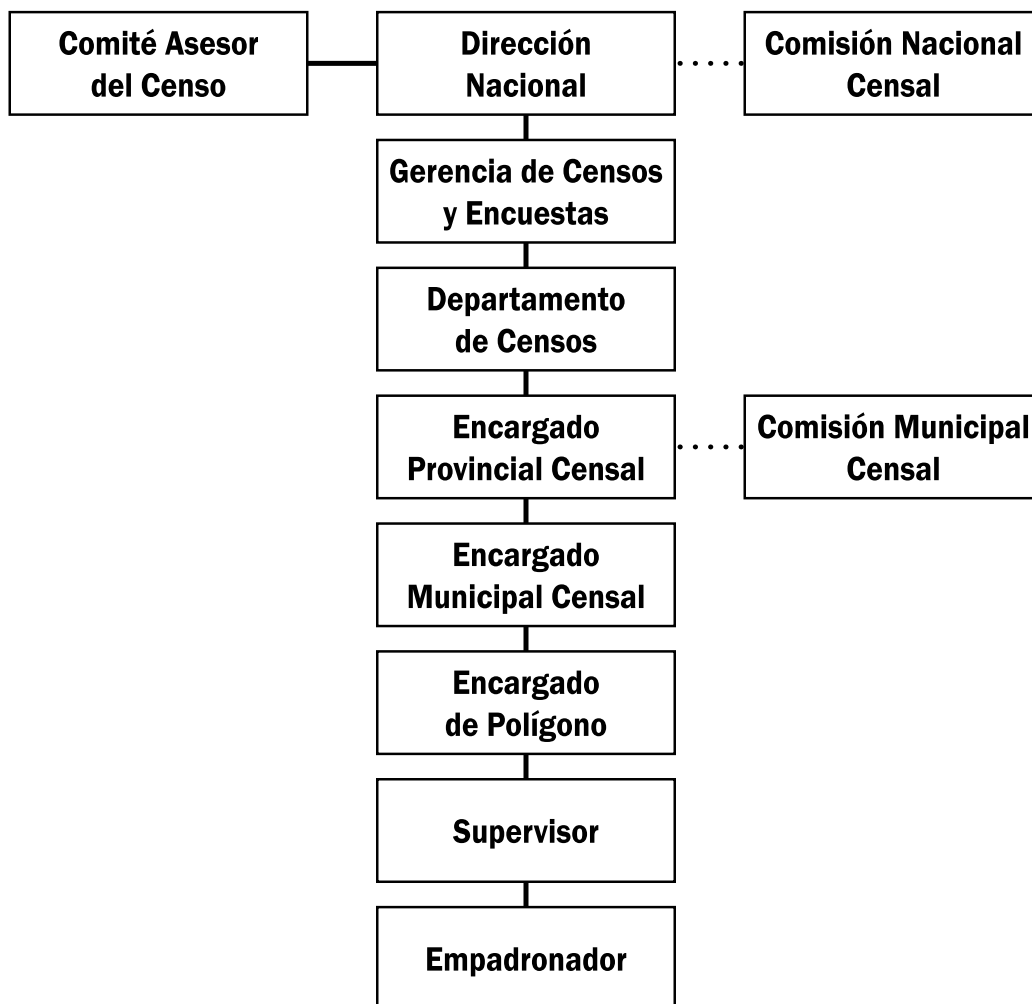 Comité Asesor
del Censo
Dirección
Nacional
Comisión Nacional
Censal
Gerencia de Censos
y Encuestas
Departamento
de Censos
Encargado
Provincial Censal
Comisión Municipal
Censal
Encargado
Municipal Censal
Encargado
de Polígono
Supervisor
Empadronador